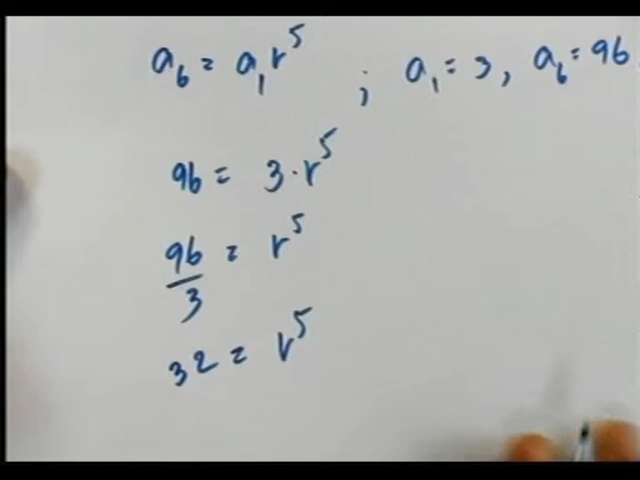 a₆ = a₁r⁵ ; a₁ = 3, a₆ = 96
96 = 3 · r⁵
96/3 = r⁵
32 = r⁵